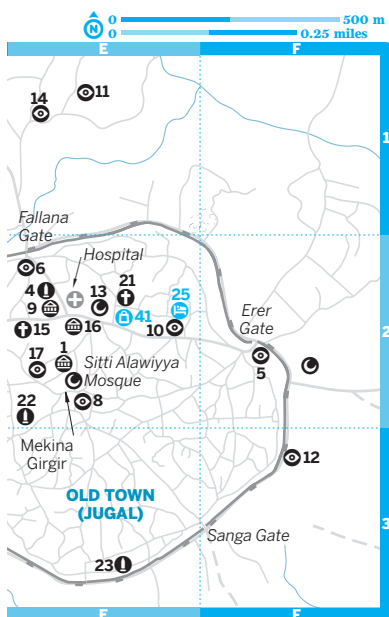 0 500 m
N
0 0.25 miles
E F
14
11
1
Fallana
Gate
Hospital
6
4
9
13
21
41
25
15
16
10
2
Erer
Gate
17
1
Sitti Alawiyya
Mosque
5
22
8
Mekina
Girgir
12
OLD TOWN
(JUGAL)
3
Sanga Gate
23
E F